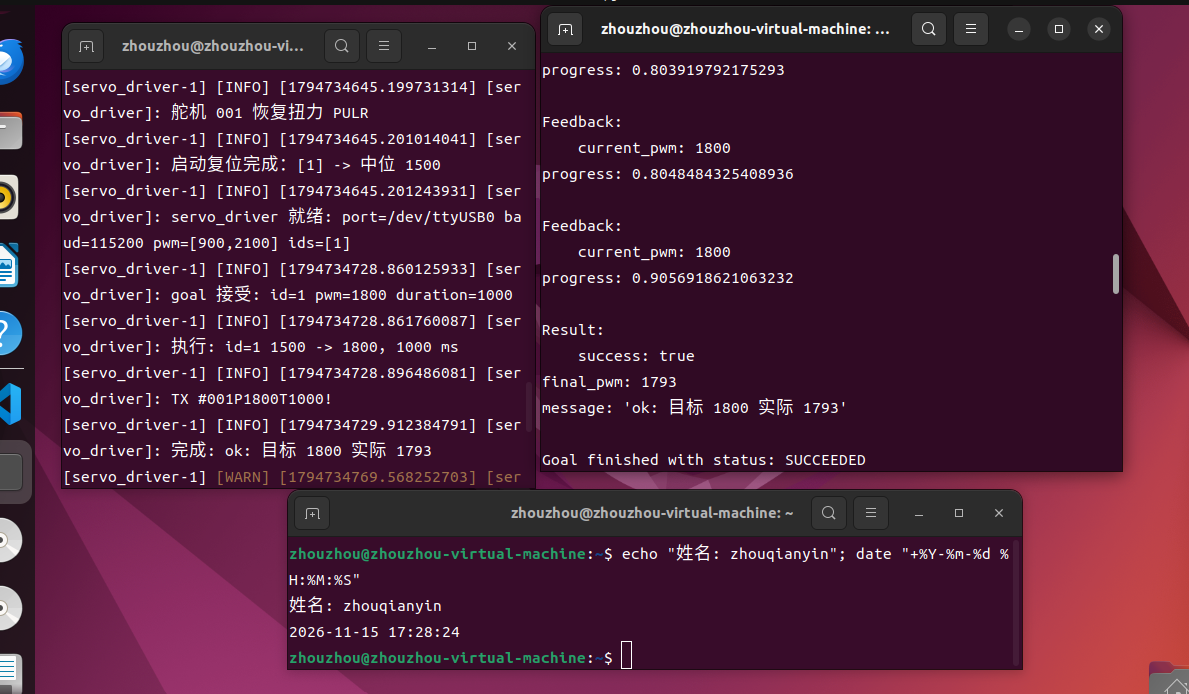 zhouzhou@zhouzhou-vi...
[servo_driver-1] [INFO] [1794734645.199731314] [ser
vo_driver]: 舵机 001 恢复扭力 PULR
[servo_driver-1] [INFO] [1794734645.201014041] [ser
vo_driver]: 启动复位完成: [1] -> 中位 1500
[servo_driver-1] [INFO] [1794734645.201243931] [ser
vo_driver]: servo_driver 就绪: port=/dev/ttyUSB0 ba
ud=115200 pwm=[900,2100] ids=[1]
[servo_driver-1] [INFO] [1794734728.860125933] [ser
vo_driver]: goal 接受: id=1 pwm=1800 duration=1000
[servo_driver-1] [INFO] [1794734728.861760087] [ser
vo_driver]: 执行: id=1 1500 -> 1800, 1000 ms
[servo_driver-1] [INFO] [1794734728.896486081] [ser
vo_driver]: TX #001P1800T1000!
[servo_driver-1] [INFO] [1794734729.912384791] [ser
vo_driver]: 完成: ok: 目标 1800 实际 1793
[servo_driver-1] [WARN] [1794734769.568252703] [ser
zhouzhou@zhouzhou-virtual-machine: ...
progress: 0.803919792175293
Feedback:
    current_pwm: 1800
progress: 0.8048484325408936
Feedback:
    current_pwm: 1800
progress: 0.9056918621063232
Result:
    success: true
final_pwm: 1793
message: 'ok: 目标 1800 实际 1793'
Goal finished with status: SUCCEEDED
zhouzhou@zhouzhou-virtual-machine: ~
zhouzhou@zhouzhou-virtual-machine:~$ echo "姓名: zhouqianyin"; date "+%Y-%m-%d %
H:%M:%S"
姓名: zhouqianyin
2026-11-15 17:28:24
zhouzhou@zhouzhou-virtual-machine:~$